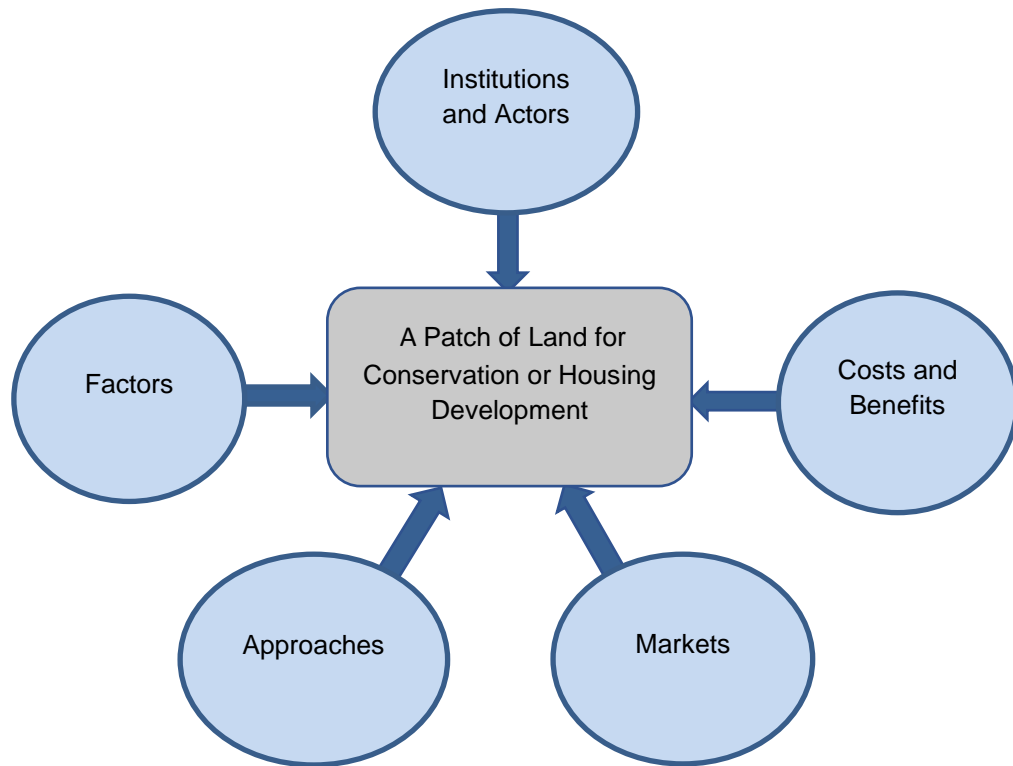 Institutions
and Actors
A Patch of Land for
Conservation or Housing
Development
Factors
Costs and
Benefits
Approaches
Markets